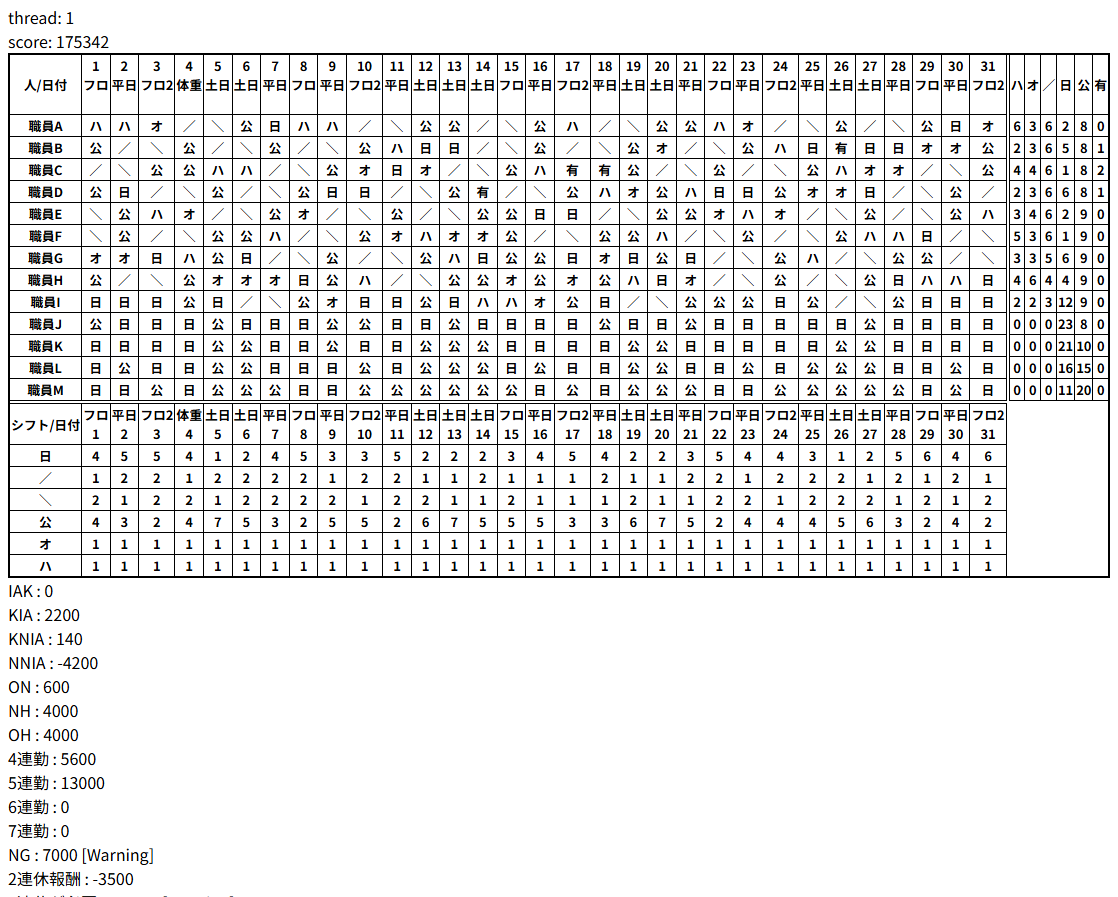 thread: 1
score: 175342
人/日付 1 2 3 4 5 6 7 8 9 10 11 12 13 14 15 16 17 18 19 20 21 22 23 24 25 26 27 28 29 30 31 ハ オ ／ 日 公 有
フロ 平日 フロ2 体重 土日 土日 平日 フロ 平日 フロ2 平日 土日 土日 土日 フロ 平日 フロ2 平日 土日 土日 平日 フロ 平日 フロ2 平日 土日 土日 平日 フロ 平日 フロ2
職員A ハ ハ オ ／ ＼ 公 日 ハ ハ ／ ＼ 公 公 ／ ＼ 公 ハ ／ ＼ 公 公 ハ オ ／ ＼ 公 ／ ＼ 公 日 オ 6 3 6 2 8 0
職員B 公 ／ ＼ 公 ／ ＼ 公 ／ ＼ 公 ハ 日 日 ／ ＼ 公 ／ ＼ 公 オ ／ ＼ 公 ハ 日 有 日 日 オ オ 公 2 3 6 5 8 1
職員C ／ ＼ 公 公 ハ ハ ／ ＼ 公 オ 日 オ ／ ＼ 公 ハ 有 有 公 ／ ＼ 公 ／ ＼ 公 ハ オ オ ／ ＼ 公 4 4 6 1 8 2
職員D 公 日 ／ ＼ 公 ／ ＼ 公 日 日 ／ ＼ 公 有 ／ ＼ 公 ハ オ 公 ハ 日 日 公 オ オ 日 ／ ＼ 公 ／ 2 3 6 6 8 1
職員E ＼ 公 ハ オ ／ ＼ 公 オ ／ ＼ 公 ／ ＼ 公 公 日 日 ／ ＼ 公 公 オ ハ オ ／ ＼ 公 ／ ＼ 公 ハ 3 4 6 2 9 0
職員F ＼ 公 ／ ＼ 公 公 ハ ／ ＼ 公 オ ハ オ オ 公 ／ ＼ 公 公 ハ ／ ＼ 公 ／ ＼ 公 ハ ハ 日 ／ ＼ 5 3 6 1 9 0
職員G オ オ 日 ハ 公 日 ／ ＼ 公 ／ ＼ 公 ハ 日 公 公 日 オ 日 公 日 ／ ＼ 公 ハ ／ ＼ 公 公 ／ ＼ 3 3 5 6 9 0
職員H 公 ／ ＼ 公 オ オ オ 日 公 ハ ／ ＼ 公 公 オ 公 オ 公 ハ 日 オ ／ ＼ 公 ／ ＼ 公 日 ハ ハ 日 4 6 4 4 9 0
職員I 日 日 日 公 日 ／ ＼ 公 オ 日 日 公 日 ハ ハ オ 公 日 ／ ＼ 公 公 公 日 公 ／ ＼ 公 日 日 日 2 2 3 12 9 0
職員J 公 日 日 日 公 日 日 日 公 公 日 日 公 日 日 日 日 公 日 日 公 日 日 日 日 日 公 日 日 日 日 0 0 0 23 8 0
職員K 日 日 日 日 公 公 日 日 公 日 日 公 公 公 日 日 日 日 公 公 日 日 日 日 日 公 公 日 日 日 日 0 0 0 21 10 0
職員L 日 公 日 日 公 公 日 日 日 公 日 公 公 公 日 公 日 日 公 公 公 日 日 日 公 公 公 日 日 公 日 0 0 0 16 15 0
職員M 日 日 公 日 公 公 公 日 日 公 公 公 公 公 公 日 公 日 公 公 公 日 日 公 公 公 公 公 日 公 日 0 0 0 11 20 0
シフト/日付 フロ 平日 フロ2 体重 土日 土日 平日 フロ 平日 フロ2 平日 土日 土日 土日 フロ 平日 フロ2 平日 土日 土日 平日 フロ 平日 フロ2 平日 土日 土日 平日 フロ 平日 フロ2
1 2 3 4 5 6 7 8 9 10 11 12 13 14 15 16 17 18 19 20 21 22 23 24 25 26 27 28 29 30 31
日 4 5 5 4 1 2 4 5 3 3 5 2 2 2 3 4 5 4 2 2 3 5 4 4 3 1 2 5 6 4 6
／ 1 2 2 1 2 2 2 2 1 2 2 1 1 2 1 1 1 2 1 1 2 2 1 2 2 2 1 2 1 2 1
＼ 2 1 2 2 1 2 2 2 2 1 2 2 1 1 2 1 1 1 2 1 1 2 2 1 2 2 2 1 2 1 2
公 4 3 2 4 7 5 3 2 5 5 2 6 7 5 5 5 3 3 6 7 5 2 4 4 4 5 6 3 2 4 2
オ 1 1 1 1 1 1 1 1 1 1 1 1 1 1 1 1 1 1 1 1 1 1 1 1 1 1 1 1 1 1 1
ハ 1 1 1 1 1 1 1 1 1 1 1 1 1 1 1 1 1 1 1 1 1 1 1 1 1 1 1 1 1 1 1
IAK : 0
KIA : 2200
KNIA : 140
NNIA : -4200
ON : 600
NH : 4000
OH : 4000
4連勤 : 5600
5連勤 : 13000
6連勤 : 0
7連勤 : 0
NG : 7000 [Warning]
2連休報酬 : -3500